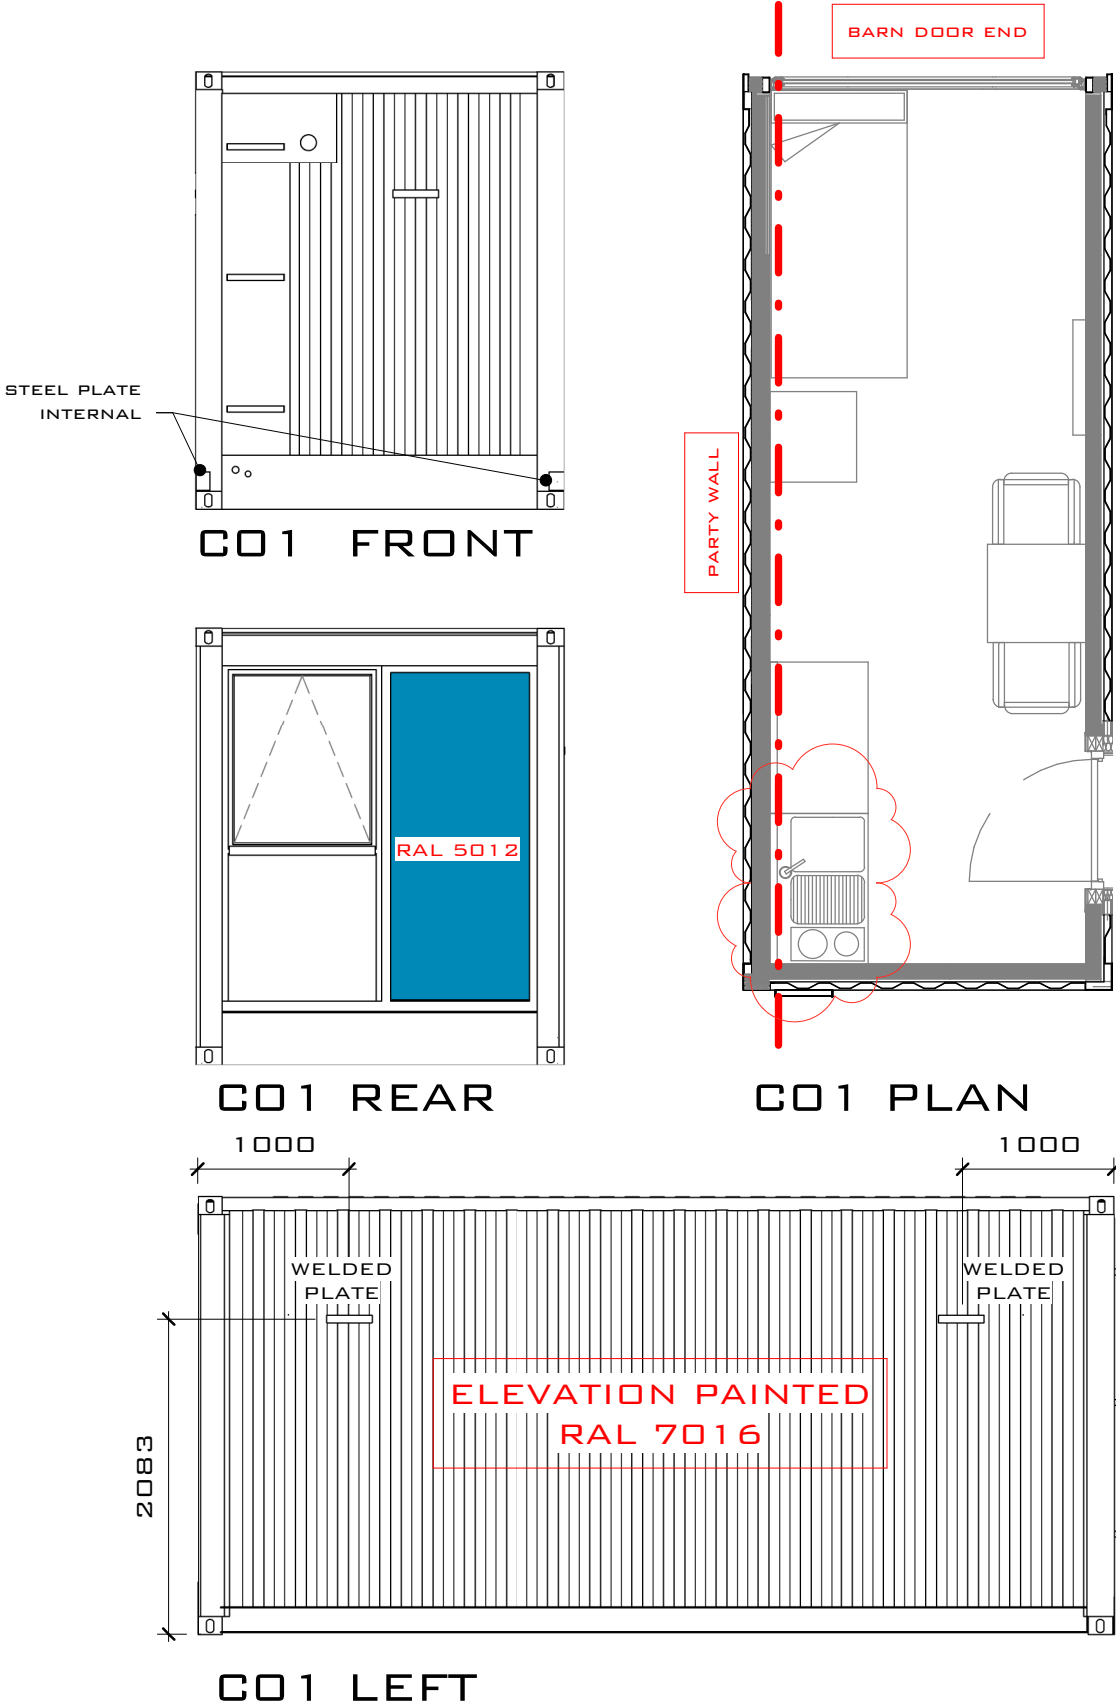 BARN DOOR END
STEEL PLATE
INTERNAL
PARTY WALL
C01 FRONT
RAL 5012
C01 REAR
C01 PLAN
1000
1000
WELDED
PLATE
WELDED
PLATE
2083
ELEVATION PAINTED
RAL 7016
C01 LEFT